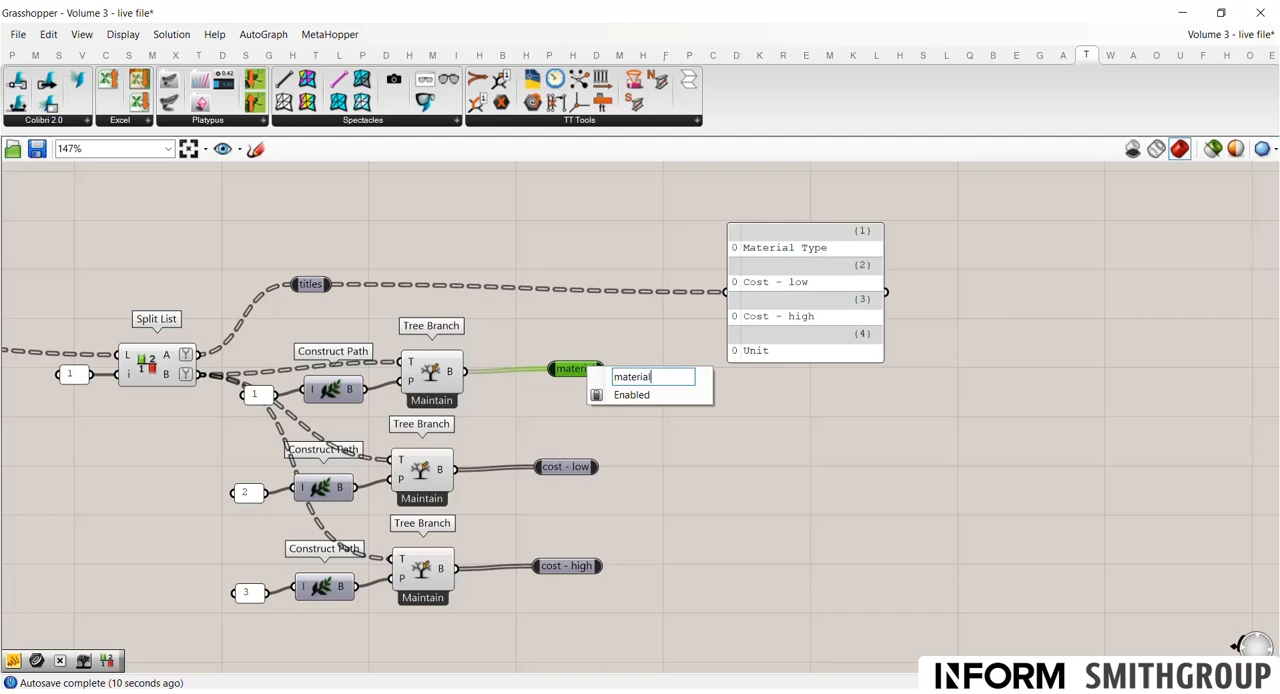 Grasshopper - Volume 3 - live file*
File Edit View Display Solution Help AutoGraph MetaHopper Volume 3 - live file*
P M S V C D M X T D S V P M I P T D P C P A D M F S P C D K R E D M K L F H S L V E K S F A T W P O S Y U F H D E O E
Colibri 2.0 Excel Platypus Spectacles TT Tools
0.42
147%
{1}
0 Material Type
{2}
0 Cost - low
{3}
0 Cost - high
{4}
0 Unit
titles
Split List
L A
i B
1
Tree Branch
Construct Path
T B
P
Maintain
1
I B
materi
material
Enabled
Tree Branch
Construct Path
T B
P
Maintain
2
I B
cost - low
Tree Branch
Construct Path
T B
P
Maintain
3
I B
cost - high
Autosave complete (10 seconds ago)
INFORM SMITHGROUP